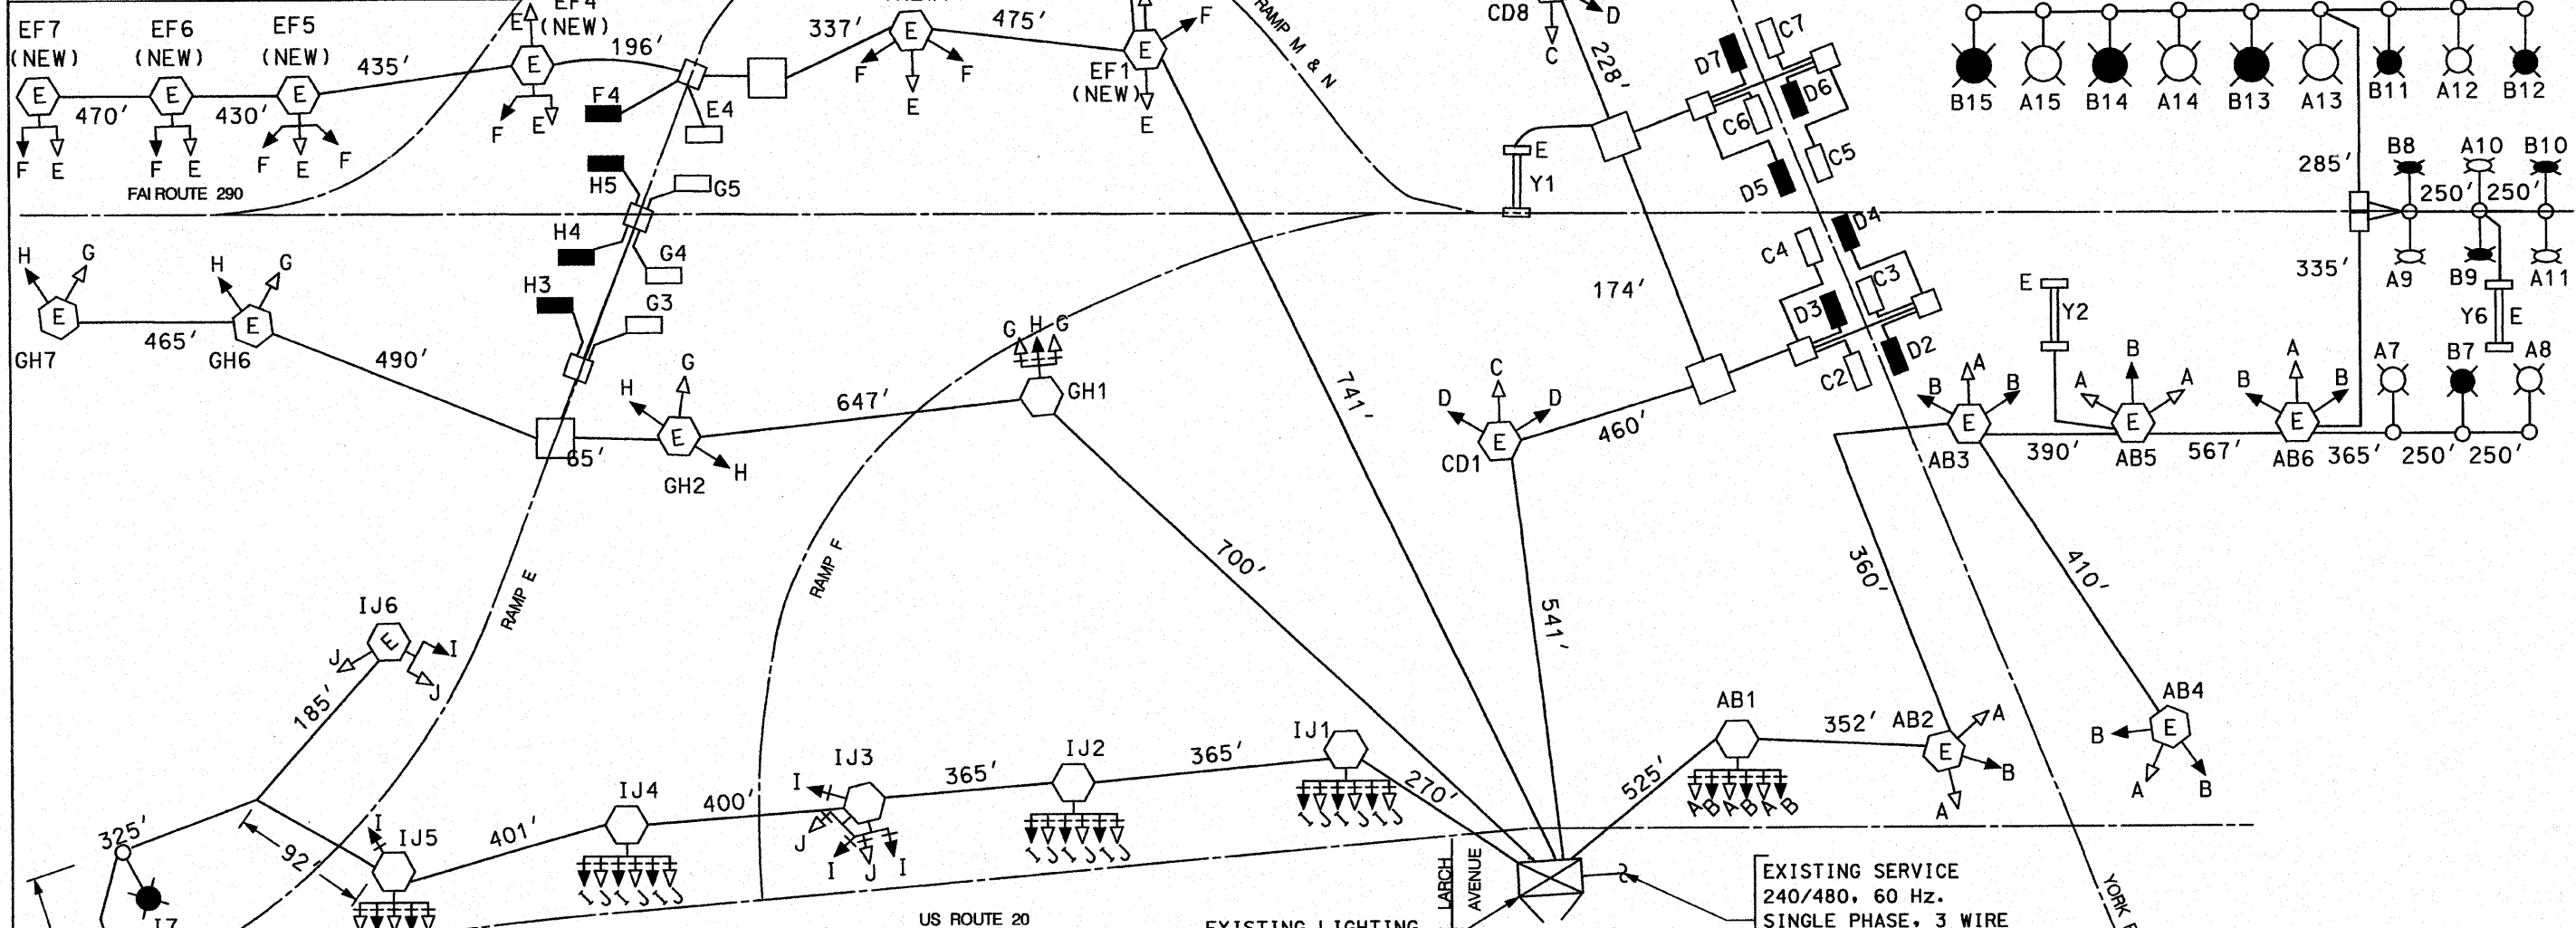 EF7
(NEW)
EF6
(NEW)
EF5
(NEW)
EF4
(NEW)
E
E
E
E
E
470′
430′
435′
196′
337′
475′
F E
F E
F E F
F E
F E F
E
F
E
EF1
(NEW)
F4
E4
H5
G5
H4
G4
H3
G3
FAI ROUTE 290
RAMP M & N
CD8
C
D
228′
D7
C7
D6
C6
C5
D5
E
Y1
B15
A15
B14
A14
B13
A13
B11
A12
B12
285′
B8
A10
B10
250′
250′
A9
B9
A11
335′
Y6
E
H
G
E
GH7
465′
H
G
E
GH6
490′
65′
H
G
E
H
GH2
647′
G H G
GH1
741′
700′
174′
C4
D4
C3
D3
C2
D2
C
D
D
E
CD1
460′
541′
E
Y2
B
A
B
E
AB3
390′
A
B
A
E
AB5
567′
B
A
B
E
AB6
365′
250′
250′
A7
B7
A8
360′
410′
RAMP E
RAMP F
IJ6
E
J
I
J
185′
325′
92′
I7
I
IJ5
401′
IJ4
I J I J I J
400′
IJ3
I
J
I
J
I
365′
IJ2
I J I J I J
365′
IJ1
I J I J I J
270′
525′
AB1
A B A B A B
352′
AB2
E
A
B
A
AB4
E
B
A
B
US ROUTE 20
LARCH
AVENUE
EXISTING LIGHTING
EXISTING SERVICE
240/480, 60 Hz.
SINGLE PHASE, 3 WIRE
YORK